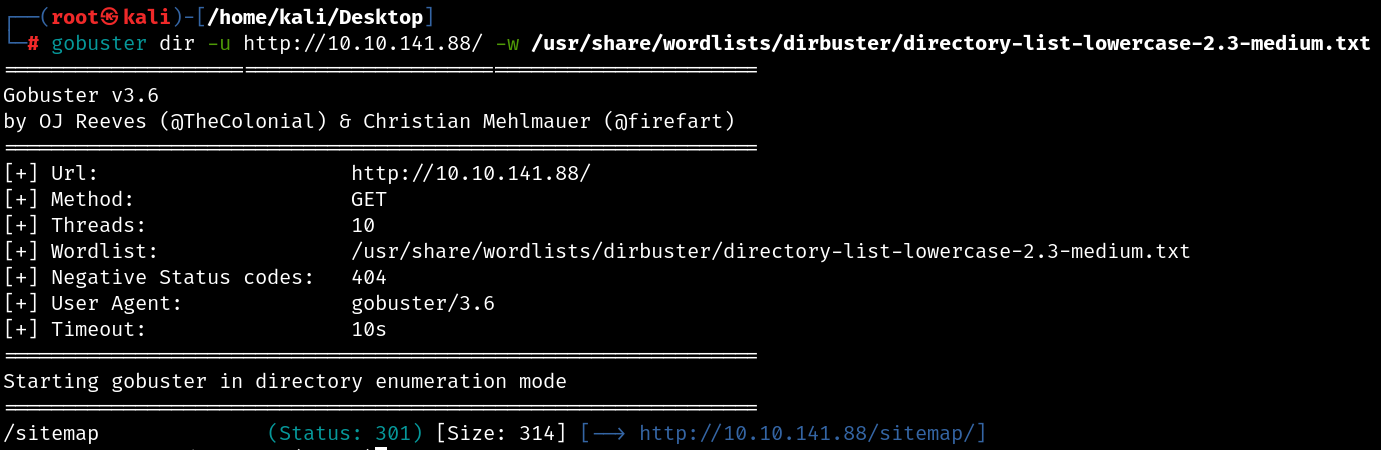 ┌──(root㉿kali)-[/home/kali/Desktop]
└─# gobuster dir -u http://10.10.141.88/ -w /usr/share/wordlists/dirbuster/directory-list-lowercase-2.3-medium.txt
===============================================================
Gobuster v3.6
by OJ Reeves (@TheColonial) & Christian Mehlmauer (@firefart)
===============================================================
[+] Url:                     http://10.10.141.88/
[+] Method:                  GET
[+] Threads:                 10
[+] Wordlist:                /usr/share/wordlists/dirbuster/directory-list-lowercase-2.3-medium.txt
[+] Negative Status codes:   404
[+] User Agent:              gobuster/3.6
[+] Timeout:                 10s
===============================================================
Starting gobuster in directory enumeration mode
===============================================================
/sitemap              (Status: 301) [Size: 314] [--> http://10.10.141.88/sitemap/]